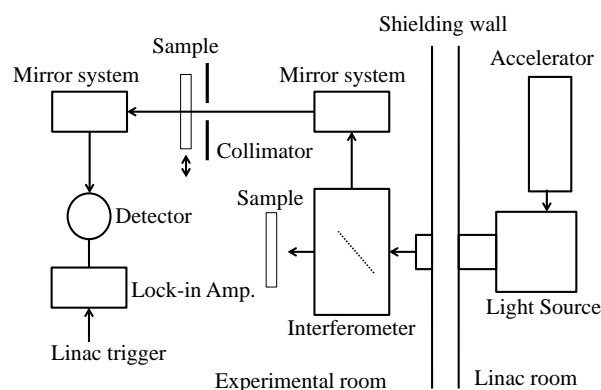 Shielding wall
Sample
Accelerator
Mirror system
Mirror system
Collimator
Sample
Detector
Lock-in Amp.
Interferometer
Light Source
Linac trigger
Experimental room
Linac room